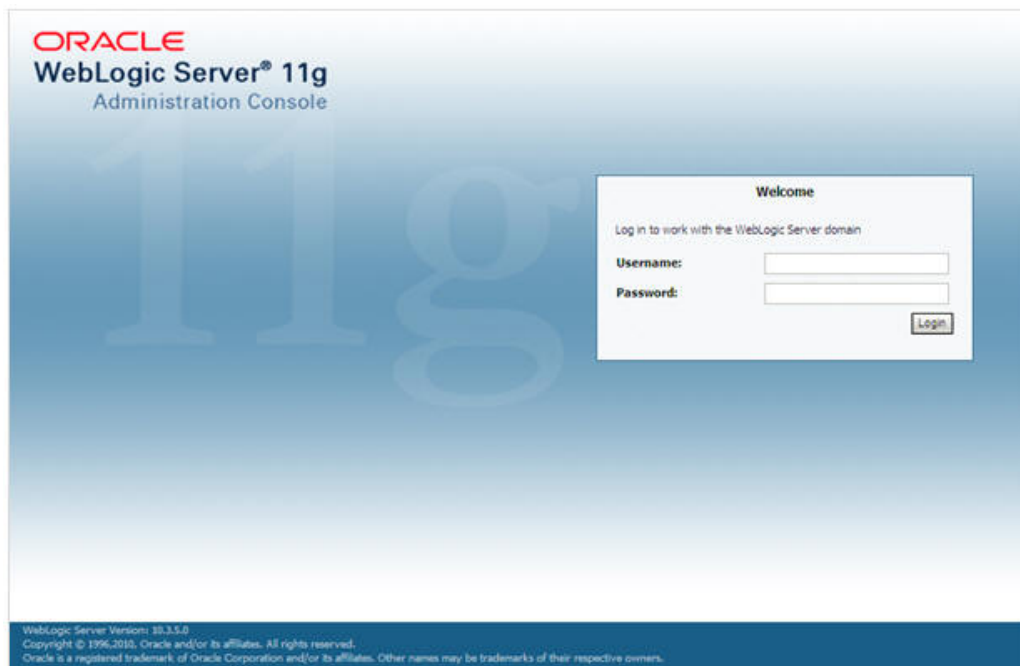 ORACLE
WebLogic Server® 11g
Administration Console
11g
Welcome
Log in to work with the WebLogic Server domain
Username:
Password:
Login
WebLogic Server Version: 10.3.5.0
Copyright © 1996,2010, Oracle and/or its affiliates. All rights reserved.
Oracle is a registered trademark of Oracle Corporation and/or its affiliates. Other names may be trademarks of their respective owners.